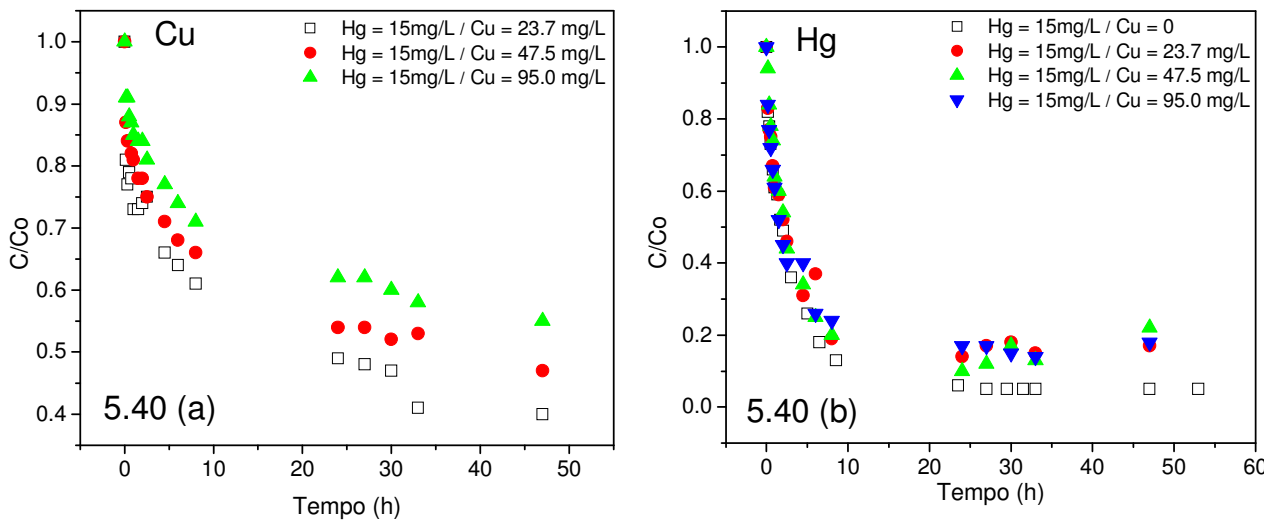 Cu
Hg = 15mg/L / Cu = 23.7 mg/L
Hg = 15mg/L / Cu = 47.5 mg/L
Hg = 15mg/L / Cu = 95.0 mg/L
1.0
0.9
0.8
0.7
0.6
0.5
0.4
C/Co
5.40 (a)
0 10 20 30 40 50
Tempo (h)
Hg
Hg = 15mg/L / Cu = 0
Hg = 15mg/L / Cu = 23.7 mg/L
Hg = 15mg/L / Cu = 47.5 mg/L
Hg = 15mg/L / Cu = 95.0 mg/L
1.0
0.8
0.6
0.4
0.2
0.0
C/Co
5.40 (b)
0 10 20 30 40 50 60
Tempo (h)